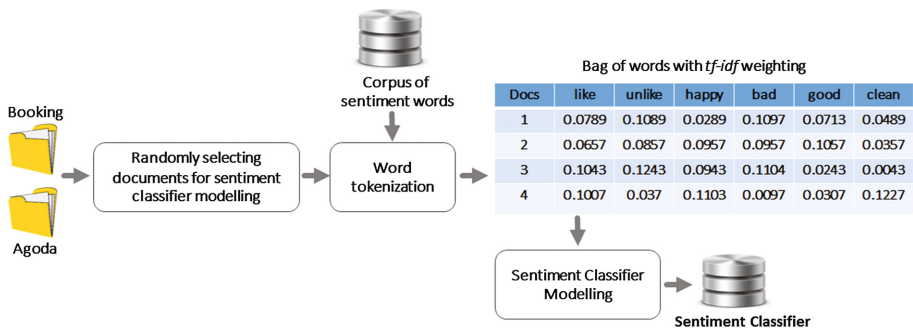 Corpus of
sentiment words
Booking
Agoda
Randomly selecting
documents for sentiment
classifier modelling
Word
tokenization
Bag of words with tf-idf weighting
Docs like unlike happy bad good clean
1 0.0789 0.1089 0.0289 0.1097 0.0713 0.0489
2 0.0657 0.0857 0.0957 0.0957 0.1057 0.0357
3 0.1043 0.1243 0.0943 0.1104 0.0243 0.0043
4 0.1007 0.037 0.1103 0.0097 0.0307 0.1227
Sentiment Classifier
Modelling
Sentiment Classifier